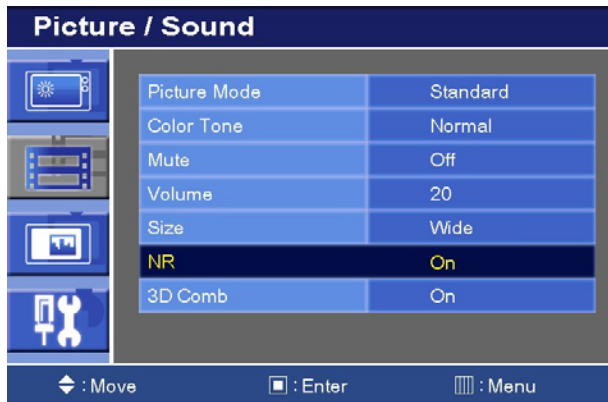 Picture / Sound
Picture Mode Standard
Color Tone Normal
Mute Off
Volume 20
Size Wide
NR On
3D Comb On
: Move : Enter : Menu